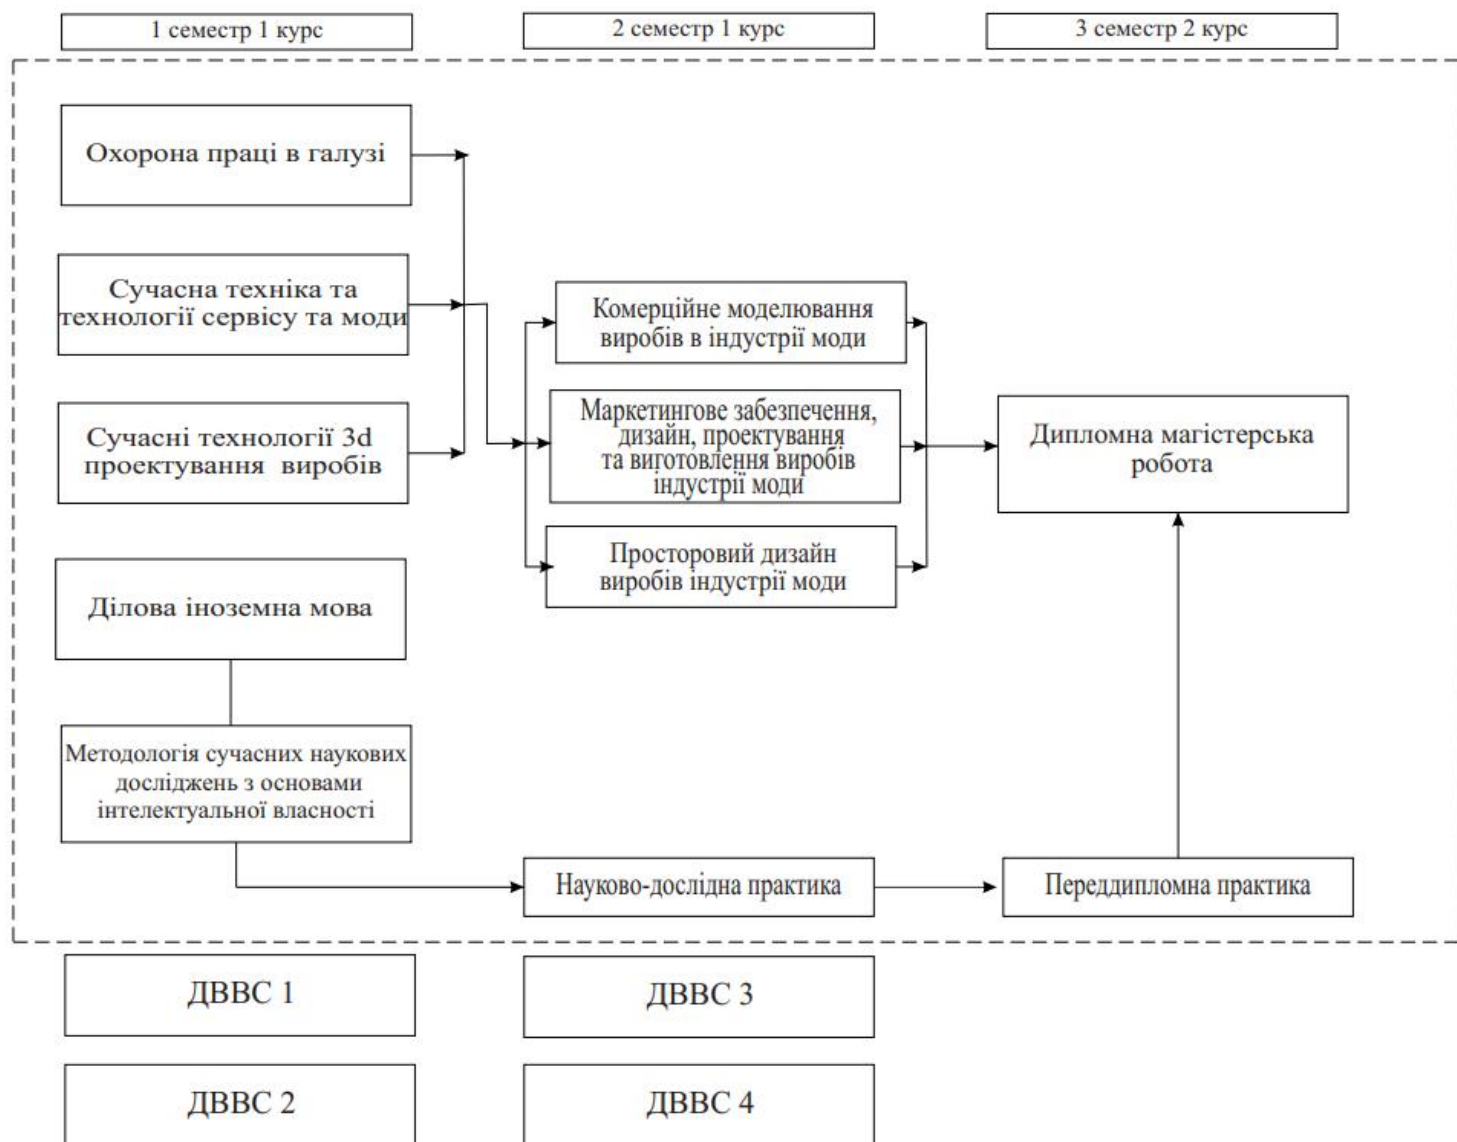 1 семестр 1 курс
2 семестр 1 курс
3 семестр 2 курс
Охорона праці в галузі
Сучасна техніка та
технології сервісу та моди
Сучасні технології 3d
проектування виробів
Ділова іноземна мова
Методологія сучасних наукових
досліджень з основами
інтелектуальної власності
Комерційне моделювання
виробів в індустрії моди
Маркетингове забезпечення,
дизайн, проектування
та виготовлення виробів
індустрії моди
Просторовий дизайн
виробів індустрії моди
Науково-дослідна практика
Дипломна магістерська
робота
Переддипломна практика
ДВВС 1
ДВВС 3
ДВВС 2
ДВВС 4